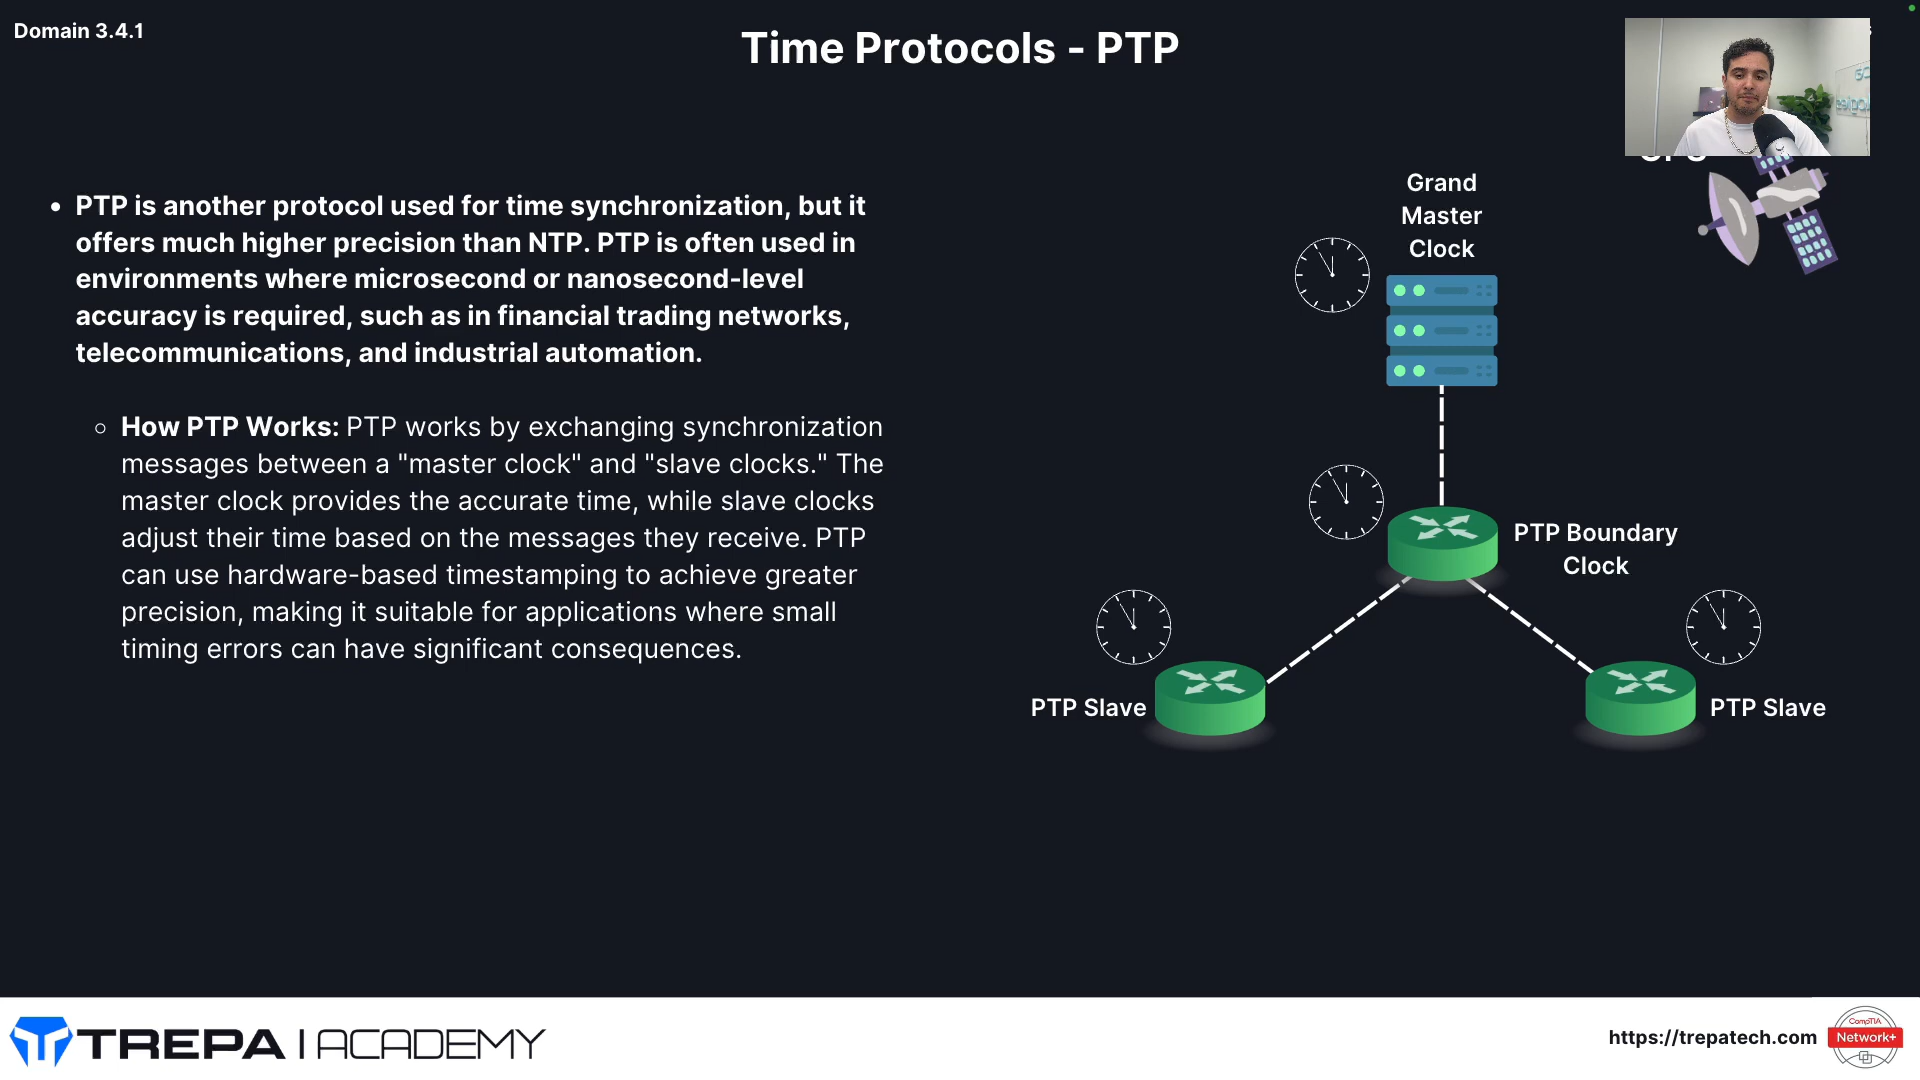 Domain 3.4.1
Time Protocols - PTP
PTP is another protocol used for time synchronization, but it
offers much higher precision than NTP. PTP is often used in
environments where microsecond or nanosecond-level
accuracy is required, such as in financial trading networks,
telecommunications, and industrial automation.
How PTP Works: PTP works by exchanging synchronization
messages between a "master clock" and "slave clocks." The
master clock provides the accurate time, while slave clocks
adjust their time based on the messages they receive. PTP
can use hardware-based timestamping to achieve greater
precision, making it suitable for applications where small
timing errors can have significant consequences.
Grand
Master
Clock
PTP Boundary
Clock
PTP Slave
PTP Slave
TREPA | ACADEMY
https://trepatech.com
CompTIA
Network+